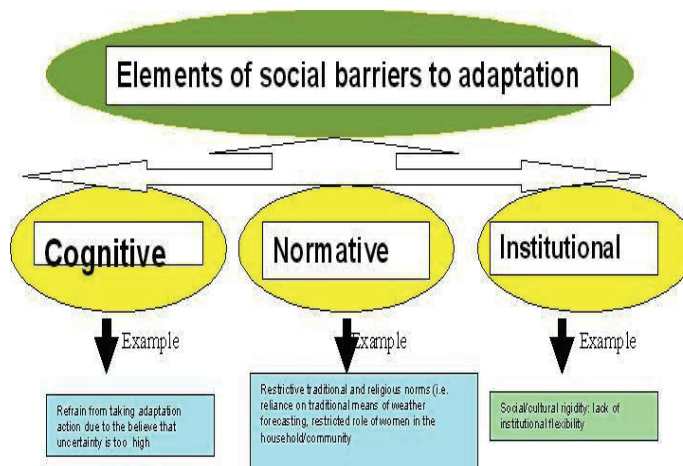 Elements of social barriers to adaptation
Cognitive
Normative
Institutional
Example
Example
Example
Refrain from taking adaptation
action due to the believe that
uncertainty is too high
Restrictive traditional and religious norms (i.e.
reliance on traditional means of weather
forecasting, restricted role of women in the
household/community
Social/cultural rigidity: lack of
institutional flexibility